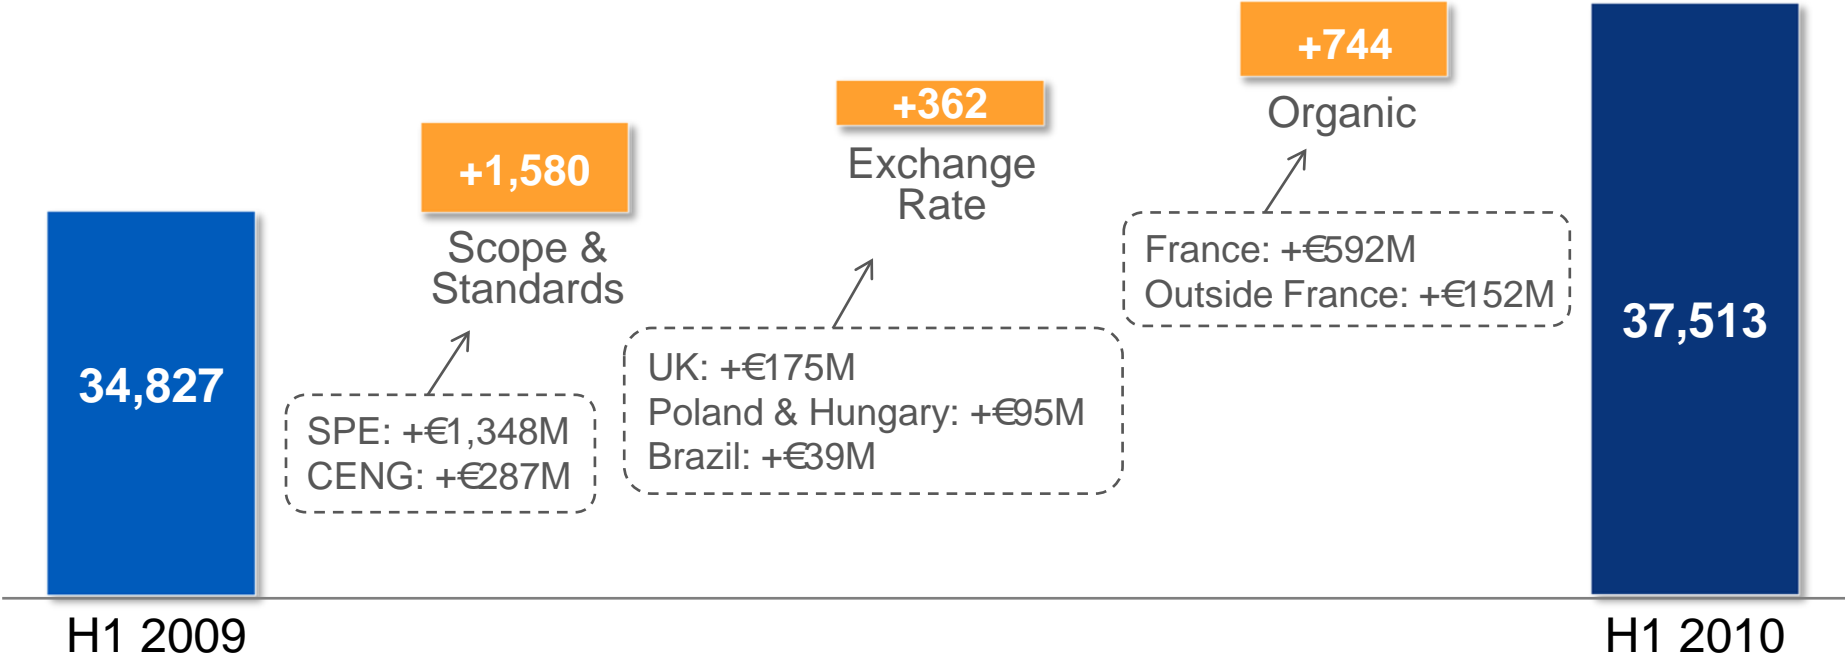 34,827
H1 2009
+1,580
Scope &
Standards
SPE: +€1,348M
CENG: +€287M
+362
Exchange
Rate
UK: +€175M
Poland & Hungary: +€95M
Brazil: +€39M
+744
Organic
France: +€592M
Outside France: +€152M
37,513
H1 2010